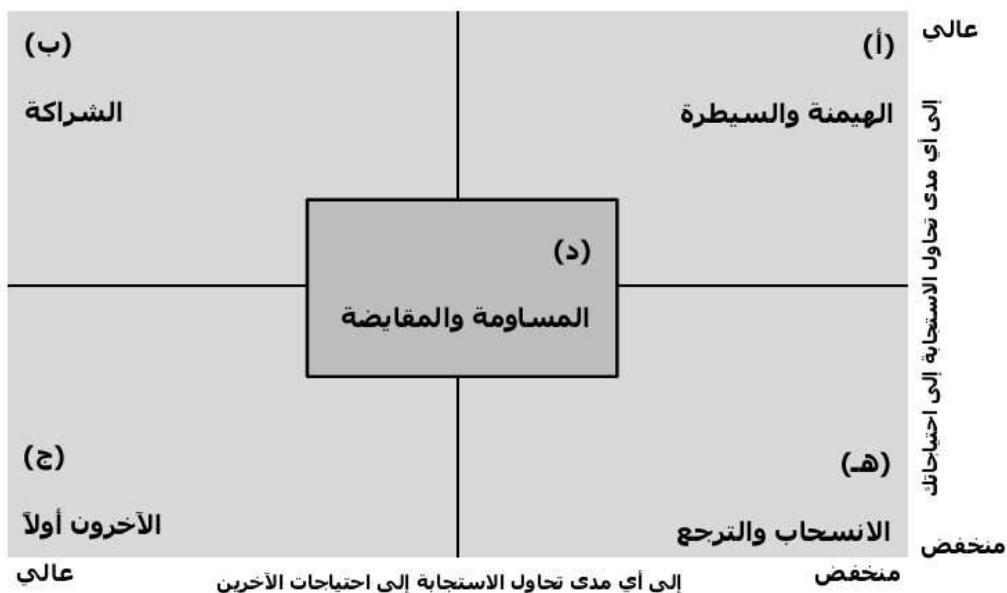 عالي
(أ)
الهيمنة والسيطرة
(ب)
الشراكة
إلى أي مدى تحاول الاستجابة إلى احتياجاتك
(د)
المساومة والمقايضة
(هـ)
الانسحاب والترجع
(ج)
الآخرون أولاً
منخفض
منخفض
إلى أي مدى تحاول الاستجابة إلى احتياجات الآخرين
عالي